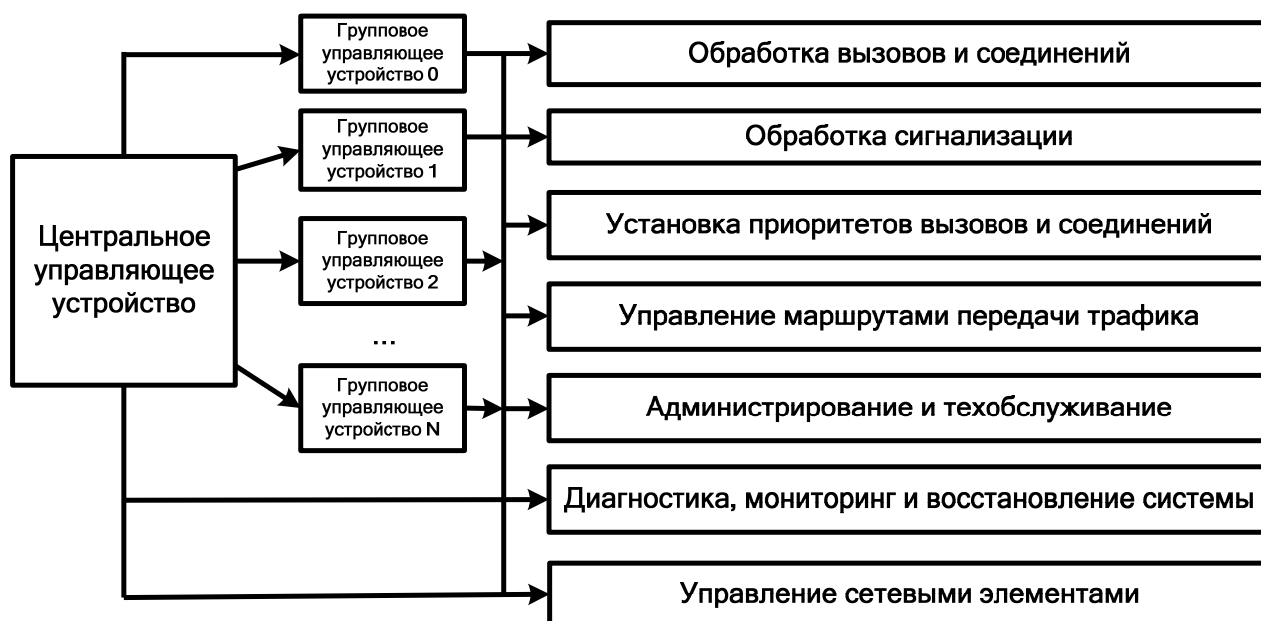 Групповое
управляющее
устройство 0
Обработка вызовов и соединений
Групповое
управляющее
устройство 1
Обработка сигнализации
Центральное
управляющее
устройство
Групповое
управляющее
устройство 2
Установка приоритетов вызовов и соединений
Управление маршрутами передачи трафика
...
Групповое
управляющее
устройство N
Администрирование и техобслуживание
Диагностика, мониторинг и восстановление системы
Управление сетевыми элементами